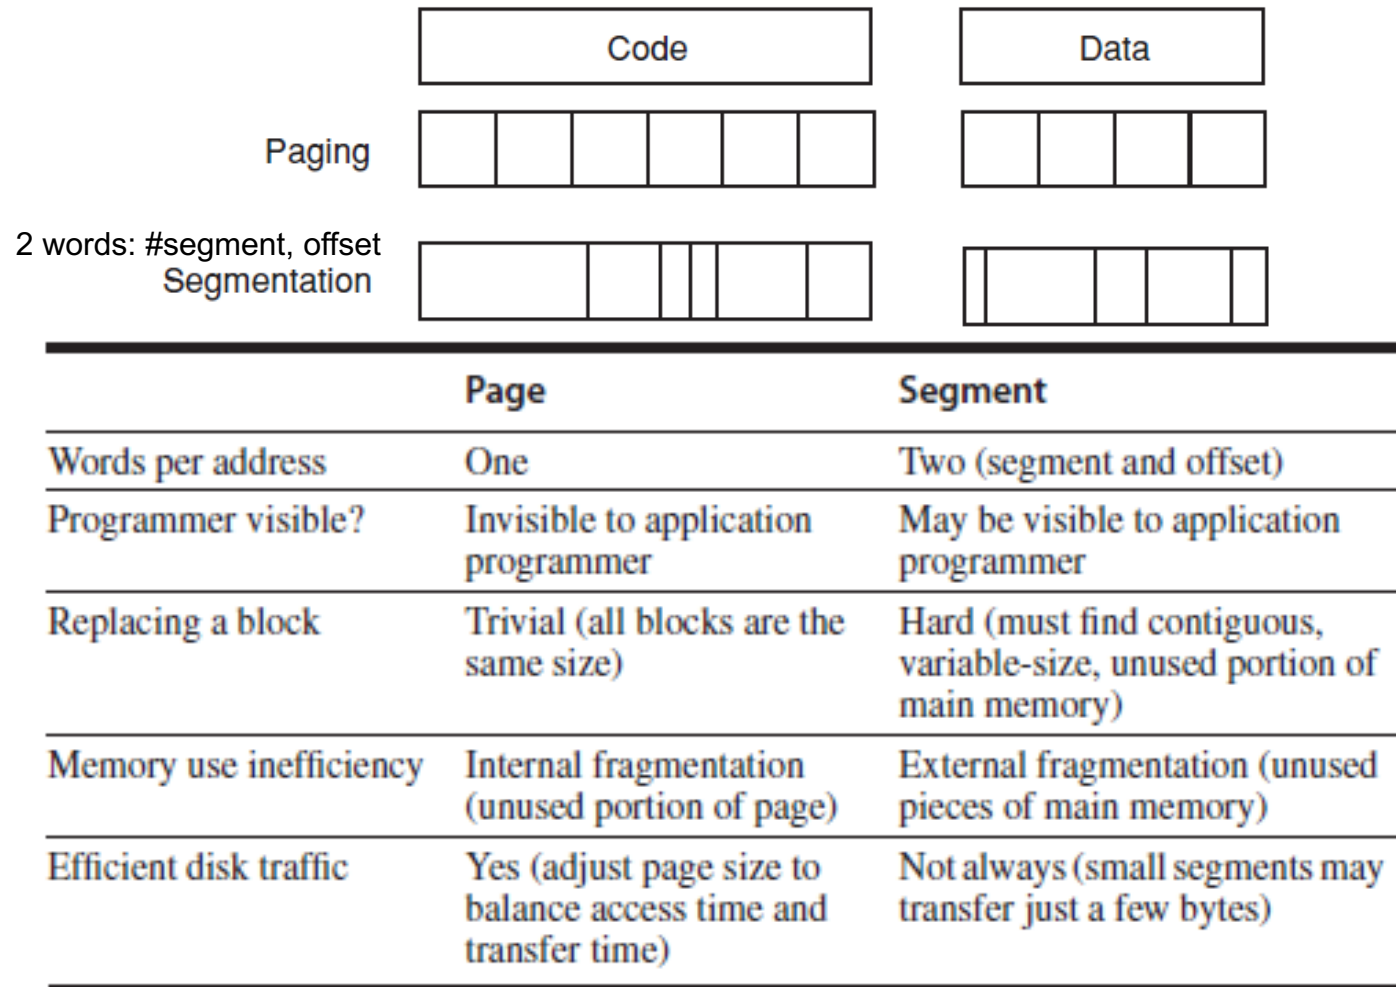 Code Data
Paging
2 words: #segment, offset
Segmentation
Page Segment
Words per address One Two (segment and offset)
Programmer visible? Invisible to application May be visible to application
programmer programmer
Replacing a block Trivial (all blocks are the Hard (must find contiguous,
same size) variable-size, unused portion of
main memory)
Memory use inefficiency Internal fragmentation External fragmentation (unused
(unused portion of page) pieces of main memory)
Efficient disk traffic Yes (adjust page size to Not always (small segments may
balance access time and transfer just a few bytes)
transfer time)